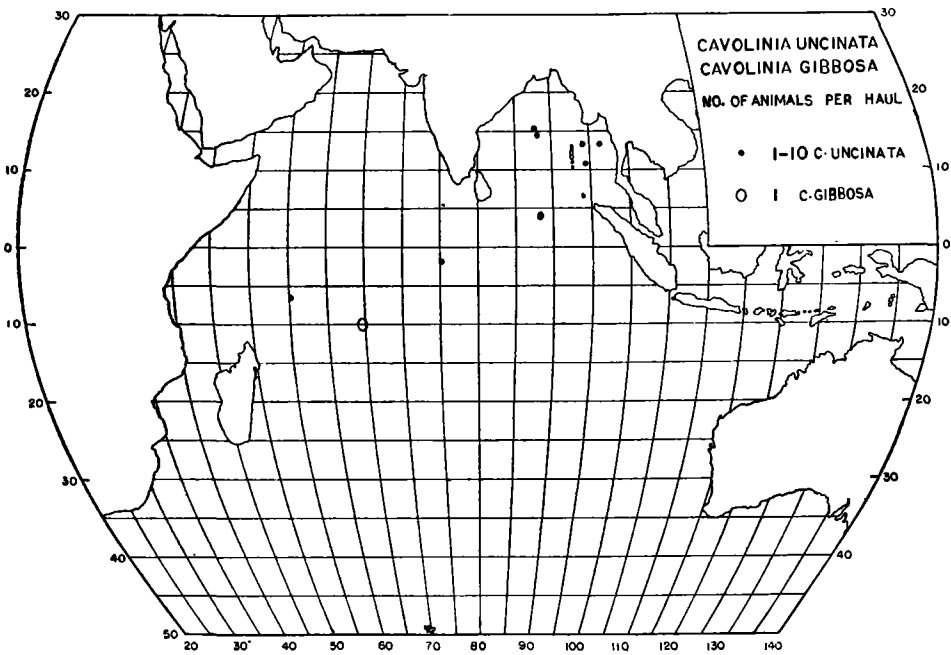 30
30
CAVOLINIA UNCINATA
CAVOLINIA GIBBOSA
20
20
NO. OF ANIMALS PER HAUL
• 1-10 C. UNCINATA
10
10
O 1 C. GIBBOSA
0
0
10
10
20
20
30
30
40
40
50
20 30 40 50 60 70 80 90 100 110 120 130 140